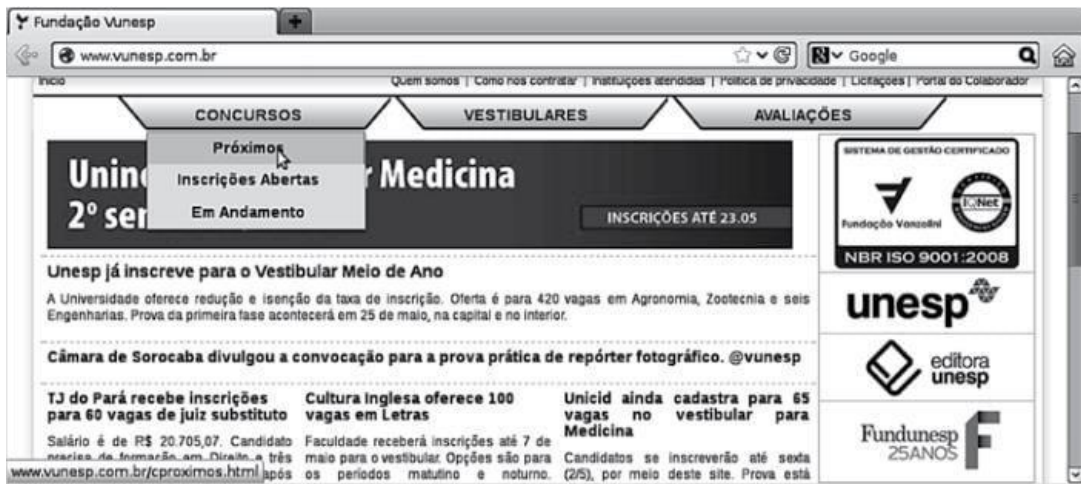 Fundação Vunesp
www.vunesp.com.br
Google
Início
Quem somos | Como nos contratar | Instituições atendidas | Política de privacidade | Licitações | Portal do Colaborador
CONCURSOS
VESTIBULARES
AVALIAÇÕES
Próximos
Inscrições Abertas
Em Andamento
Medicina
INSCRIÇÕES ATÉ 23.05
SISTEMA DE GESTÃO CERTIFICADO
Fundação Vanzolini
IQNet
NBR ISO 9001:2008
Unesp já inscreve para o Vestibular Meio de Ano
A Universidade oferece redução e isenção da taxa de inscrição. Oferta é para 420 vagas em Agronomia, Zootecnia e seis
Engenharias. Prova da primeira fase acontecerá em 25 de maio, na capital e no interior.
unesp
Câmara de Sorocaba divulgou a convocação para a prova prática de repórter fotográfico. @vunesp
editora
unesp
TJ do Pará recebe inscrições
para 60 vagas de juiz substituto
Salário é de R$ 20.705,07. Candidato
precisa de formação em Direito e três
após
Cultura Inglesa oferece 100
vagas em Letras
Faculdade receberá inscrições até 7 de
maio para o vestibular. Opções são para
os períodos matutino e noturno.
Unicid ainda cadastra para 65
vagas no vestibular para
Medicina
Candidatos se inscreverão até sexta
(2/5), por meio deste site. Prova está
Fundunesp
25ANOS
www.vunesp.com.br/cproximos.html